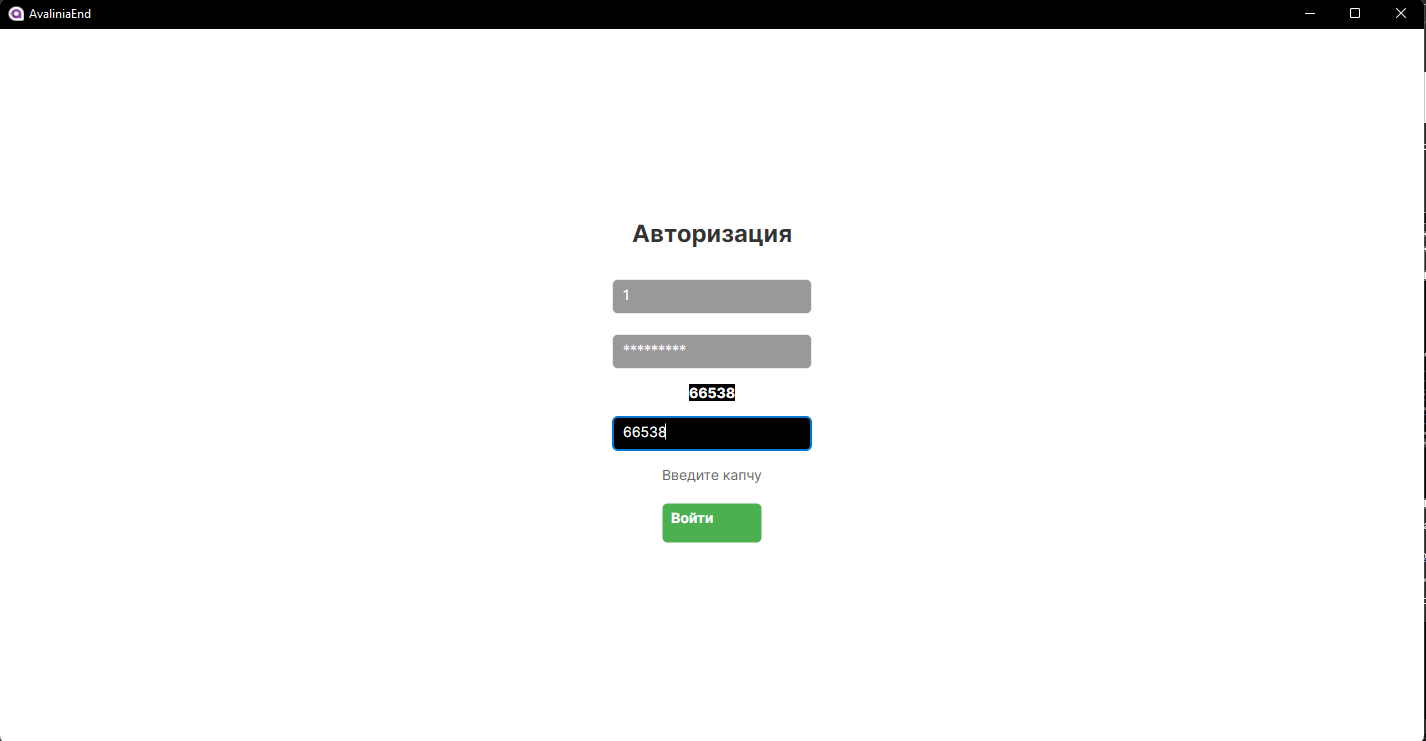 AvaliniaEnd
Авторизация
1
*********
66538
66538
Введите капчу
Войти